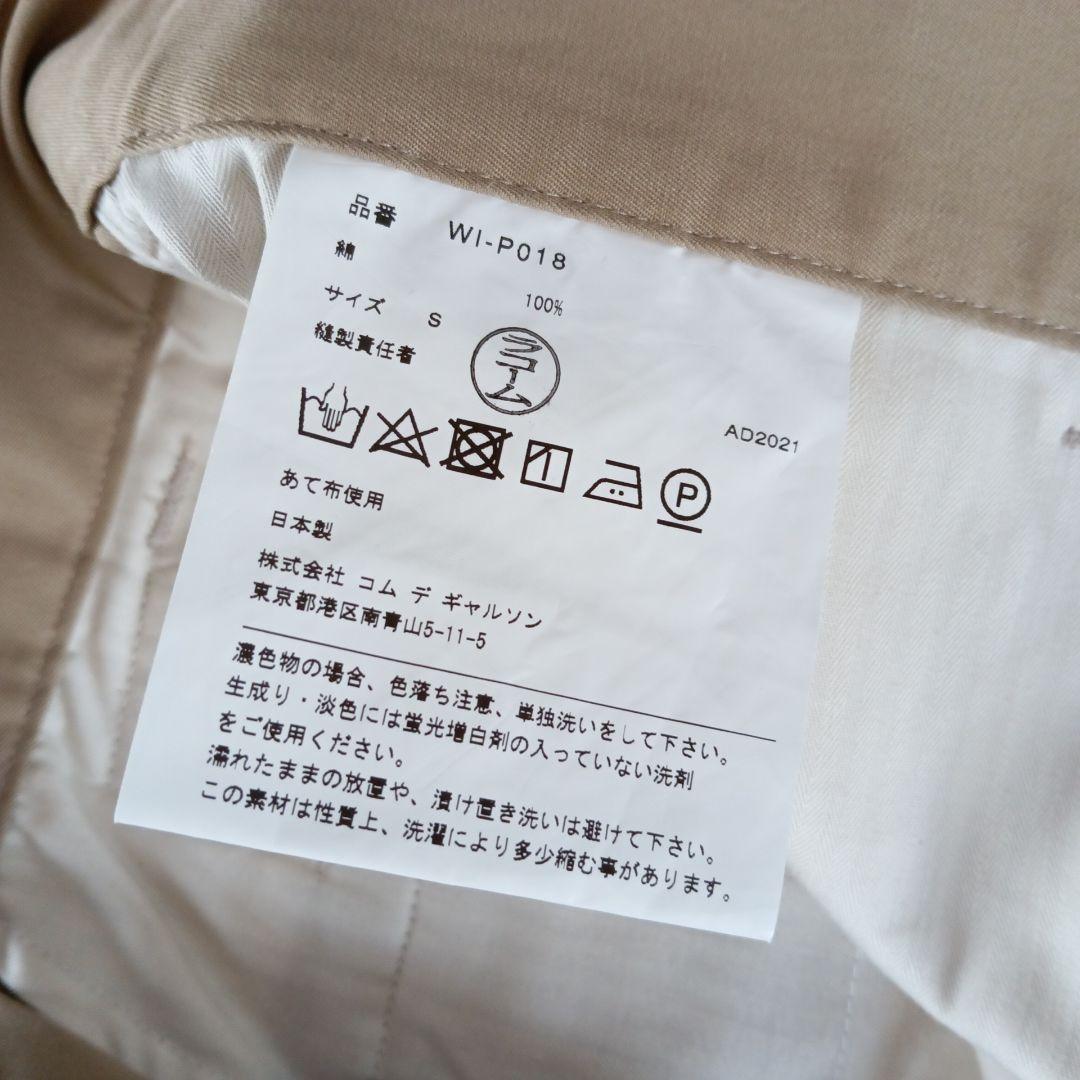 品番 WI-P018
綿 100%
サイズ S
縫製責任者 ラコーム
AD2021
P
あて布使用
日本製
株式会社 コム デ ギャルソン
東京都港区南青山5-11-5
濃色物の場合、色落ち注意、単独洗いをして下さい。
生成り・淡色には蛍光増白剤の入っていない洗剤
をご使用ください。
濡れたままの放置や、漬け置き洗いは避けて下さい。
この素材は性質上、洗濯により多少縮む事があります。